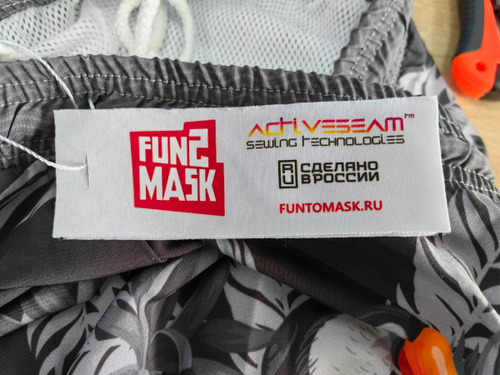 FUN2
MASK
ACTIVESEAM™
SEWING TECHNOLOGIES
СДЕЛАНО
В РОССИИ
FUNTOMASK.RU